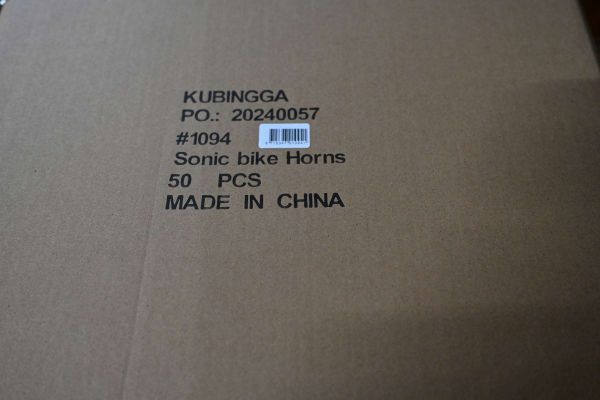 KUBINGGA
PO.: 20240057
#1094
Sonic bike Horns
50 PCS
MADE IN CHINA